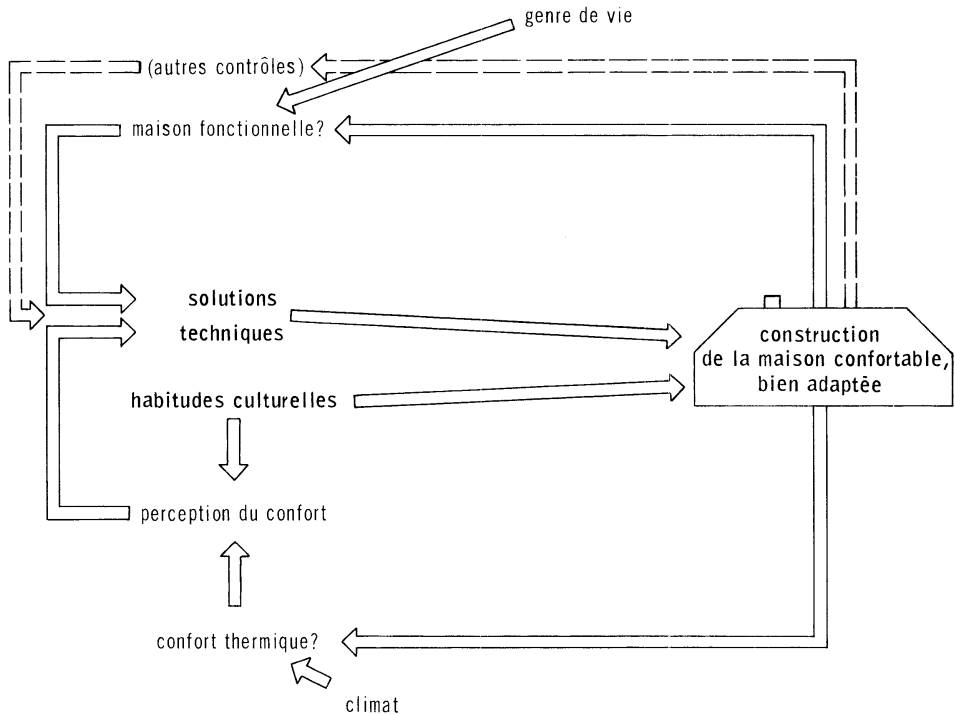 genre de vie
(autres contrôles)
maison fonctionnelle?
solutions
techniques
construction
de la maison confortable,
bien adaptée
habitudes culturelles
perception du confort
confort thermique?
climat